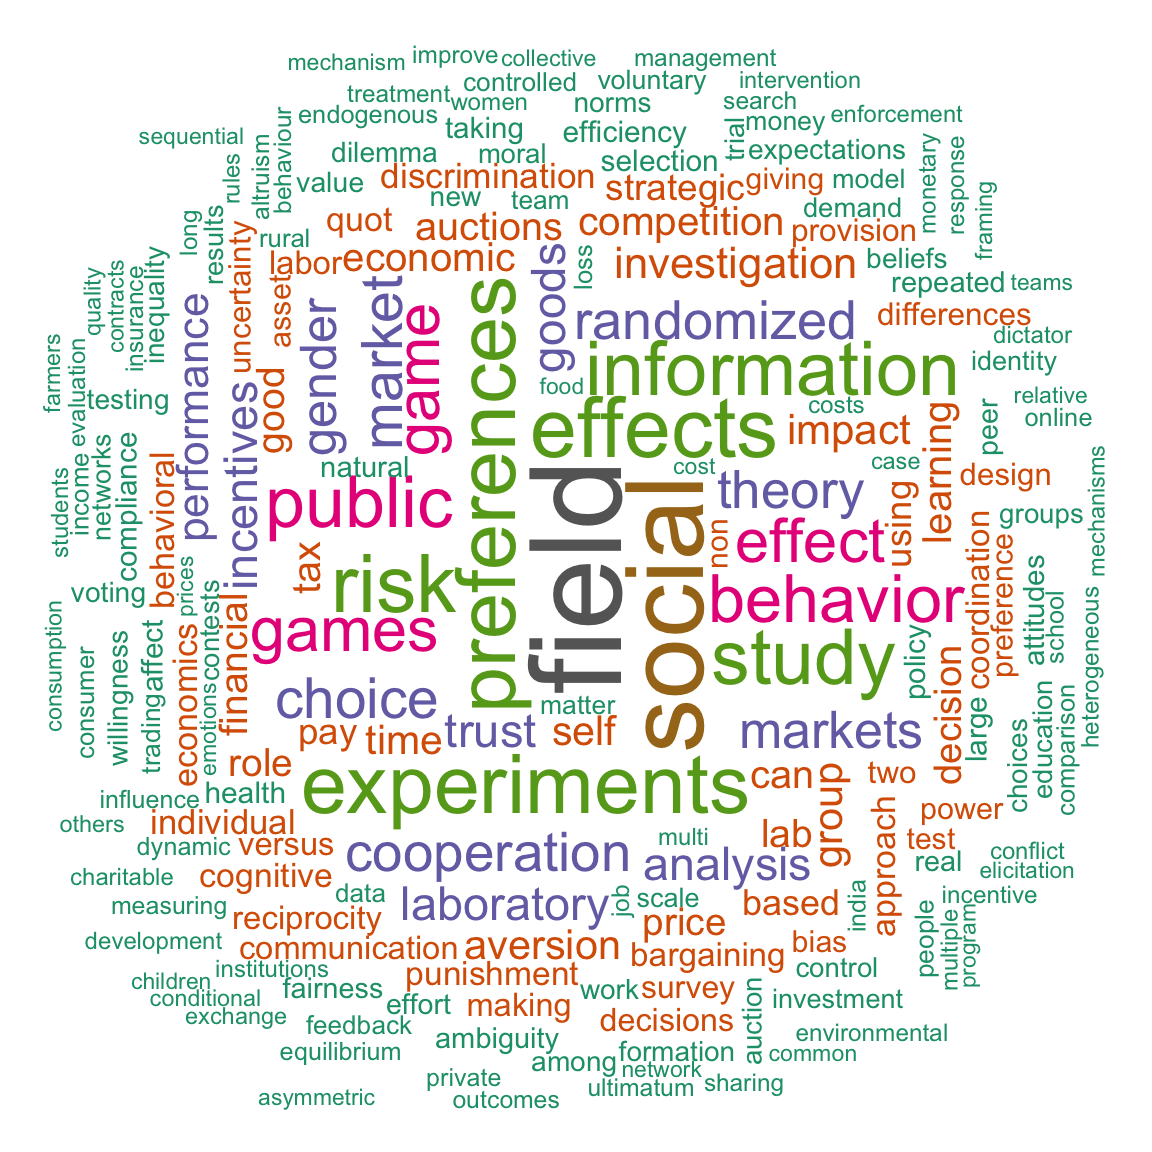 mechanism
improve
collective
management
controlled
voluntary
intervention
treatment
women
norms
search
enforcement
endogenous
taking
efficiency
trial
money
sequential
behaviour
altruism
rules
dilemma
moral
selection
expectations
monetary
response
value
discrimination
strategic
giving
model
framing
new
team
quot
auctions
competition
demand
provision
long
results
uncertainty
rural
labor
economic
goods
loss
investigation
beliefs
quality
contracts
insurance
inequality
asset
repeated
teams
performance
gender
market
game
preferences
randomized
differences
dictator
farmers
evaluation
testing
incentives
good
food
information
identity
effects
costs
impact
relative
online
peer
learning
students
income
networks
compliance
behavioral
natural
public
field
social
cost
case
theory
using
design
groups
mechanisms
non
effect
voting
prices
contests
tax
risk
behavior
coordination
preference
attitudes
school
heterogeneous
games
financial
study
policy
consumption
consumer
willingness
trading
affect
economics
emotions
choice
matter
trust
self
markets
decision
large
choices
education
comparison
pay
time
role
experiments
can
two
influence
health
group
power
others
individual
multi
lab
approach
test
dynamic
versus
cooperation
analysis
real
conflict
elicitation
charitable
cognitive
data
job
scale
based
india
incentive
measuring
reciprocity
laboratory
price
people
multiple
program
development
communication
aversion
bargaining
bias
institutions
punishment
control
children
fairness
work
survey
conditional
effort
making
investment
exchange
feedback
decisions
auction
environmental
equilibrium
ambiguity
among
formation
common
network
private
ultimatum
sharing
asymmetric
outcomes